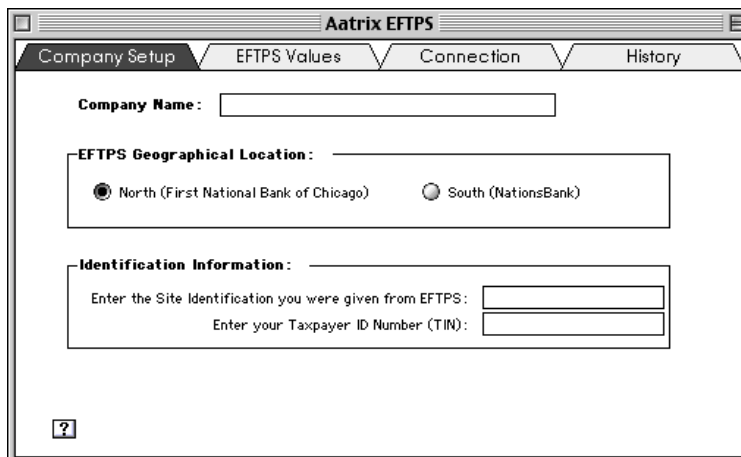 Aatrix EFTPS
Company Setup EFTPS Values Connection History
Company Name:
EFTPS Geographical Location:
North (First National Bank of Chicago) South (NationsBank)
Identification Information:
Enter the Site Identification you were given from EFTPS:
Enter your Taxpayer ID Number (TIN):
?